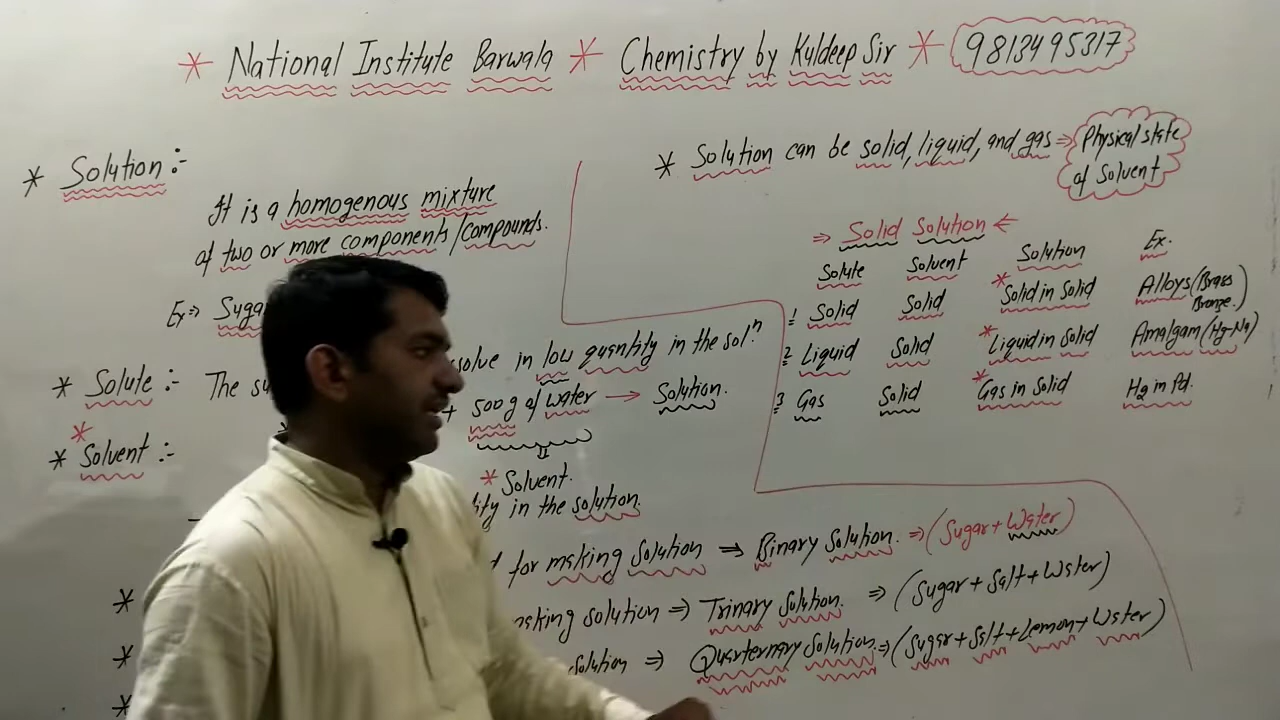 * National Institute Barwala * Chemistry by Kuldeep Sir * 9813495317
* Solution :-
It is a homogenous mixture
of two or more components/compounds.
Ex => Sugar
* Solute :- The su
solve in low quantity in the solⁿ.
+ 500g of water → Solution.
* Solvent.
* Solvent :-
tity in the solution.
for making solution => Binary Solution. => (Sugar + Water)
*
making solution => Trinary Solution. => (Sugar + Salt + Water)
*
solution => Quarternary Solution. => (Sugar + Salt + Lemon + Water)
*
* Solution can be solid, liquid, and gas => Physical state
of Solvent
=> Solid Solution <=
Solute Solvent Solution Ex.
1 Solid Solid * Solid in Solid Alloys (Brass
Bronze.)
2 Liquid Solid * Liquid in Solid Amalgam (Hg-Na)
3 Gas Solid * Gas in Solid H2 in Pd.